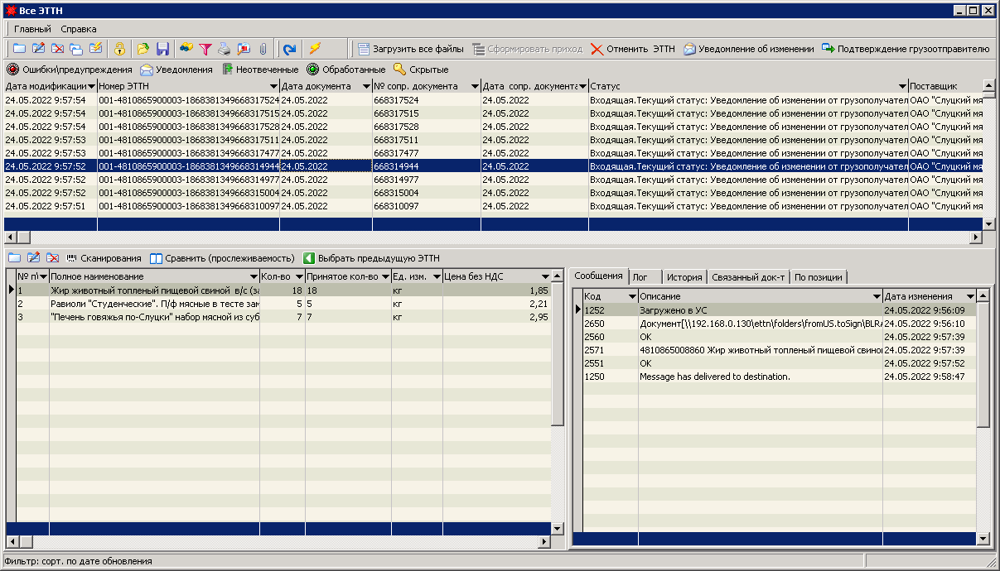 Все ЭТТН
Главный Справка
Загрузить все файлы Сформировать приход Отменить ЭТТН Уведомление об изменении Подтверждение грузоотправителю
Ошибки\предупреждения Уведомления Неотвеченные Обработанные Скрытые
Дата модификации Номер ЭТТН Дата документа № сопр. документа Дата сопр. документа Статус Поставщик
24.05.2022 9:57:54 001-4810865900003-1868381349668317524 24.05.2022 668317524 24.05.2022 Входящая.Текущий статус: Уведомление об изменении от грузополучател ОАО "Слуцкий мя
24.05.2022 9:57:54 001-4810865900003-1868381349668317515 24.05.2022 668317515 24.05.2022 Входящая.Текущий статус: Уведомление об изменении от грузополучател ОАО "Слуцкий мя
24.05.2022 9:57:54 001-4810865900003-1868381349668317528 24.05.2022 668317528 24.05.2022 Входящая.Текущий статус: Уведомление об изменении от грузополучател ОАО "Слуцкий мя
24.05.2022 9:57:53 001-4810865900003-1868381349668317511 24.05.2022 668317511 24.05.2022 Входящая.Текущий статус: Уведомление об изменении от грузополучател ОАО "Слуцкий мя
24.05.2022 9:57:53 001-4810865900003-1868381349668317477 24.05.2022 668317477 24.05.2022 Входящая.Текущий статус: Уведомление об изменении от грузополучател ОАО "Слуцкий мя
24.05.2022 9:57:52 001-4810865900003-1868381349668314944 24.05.2022 668314944 24.05.2022 Входящая.Текущий статус: Уведомление об изменении от грузополучател ОАО "Слуцкий мя
24.05.2022 9:57:52 001-4810865900003-1868381349668314977 24.05.2022 668314977 24.05.2022 Входящая.Текущий статус: Уведомление об изменении от грузополучател ОАО "Слуцкий мя
24.05.2022 9:57:52 001-4810865900003-1868381349668315004 24.05.2022 668315004 24.05.2022 Входящая.Текущий статус: Уведомление об изменении от грузополучател ОАО "Слуцкий мя
24.05.2022 9:57:51 001-4810865900003-1868381349668310097 24.05.2022 668310097 24.05.2022 Входящая.Текущий статус: Уведомление об изменении от грузополучател ОАО "Слуцкий мя
Сканирования Сравнить (прослеживаемость) Выбрать предыдущую ЭТТН
№ п\ Полное наименование Кол-во Принятое кол-во Ед. изм. Цена без НДС
1 Жир животный топленый пищевой свиной в/с (за 18 18 кг 1,85
2 Равиоли "Студенческие". П/ф мясные в тесте зам 5 5 кг 2,21
3 "Печень говяжья по-Слуцки" набор мясной из суб 7 7 кг 2,95
Сообщения Лог История Связанный док-т По позиции
Код Описание Дата изменения
1252 Загружено в УС 24.05.2022 9:56:09
2650 Документ[\\192.168.0.130\ettn\folders\fromUS.toSign\BLRA 24.05.2022 9:56:10
2560 OK 24.05.2022 9:57:39
2571 4810865008860 Жир животный топленый пищевой свино 24.05.2022 9:57:39
2551 OK 24.05.2022 9:57:52
1250 Message has delivered to destination. 24.05.2022 9:58:47
Фильтр: сорт. по дате обновления